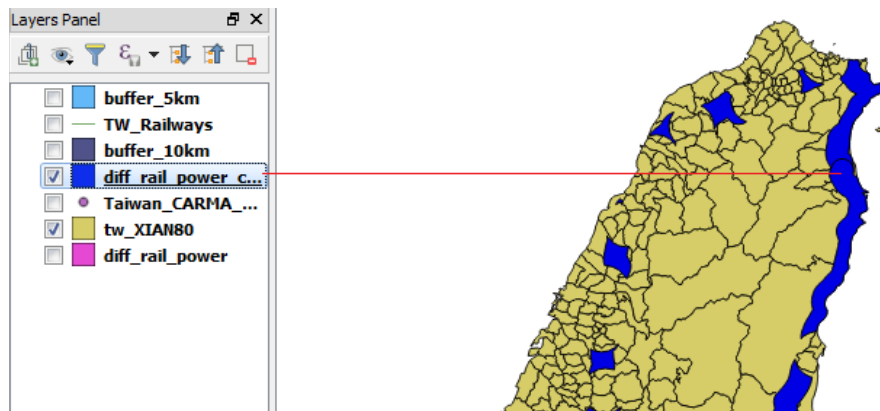 Layers Panel
buffer_5km
TW_Railways
buffer_10km
diff_rail_power_c...
Taiwan_CARMA_...
tw_XIAN80
diff_rail_power